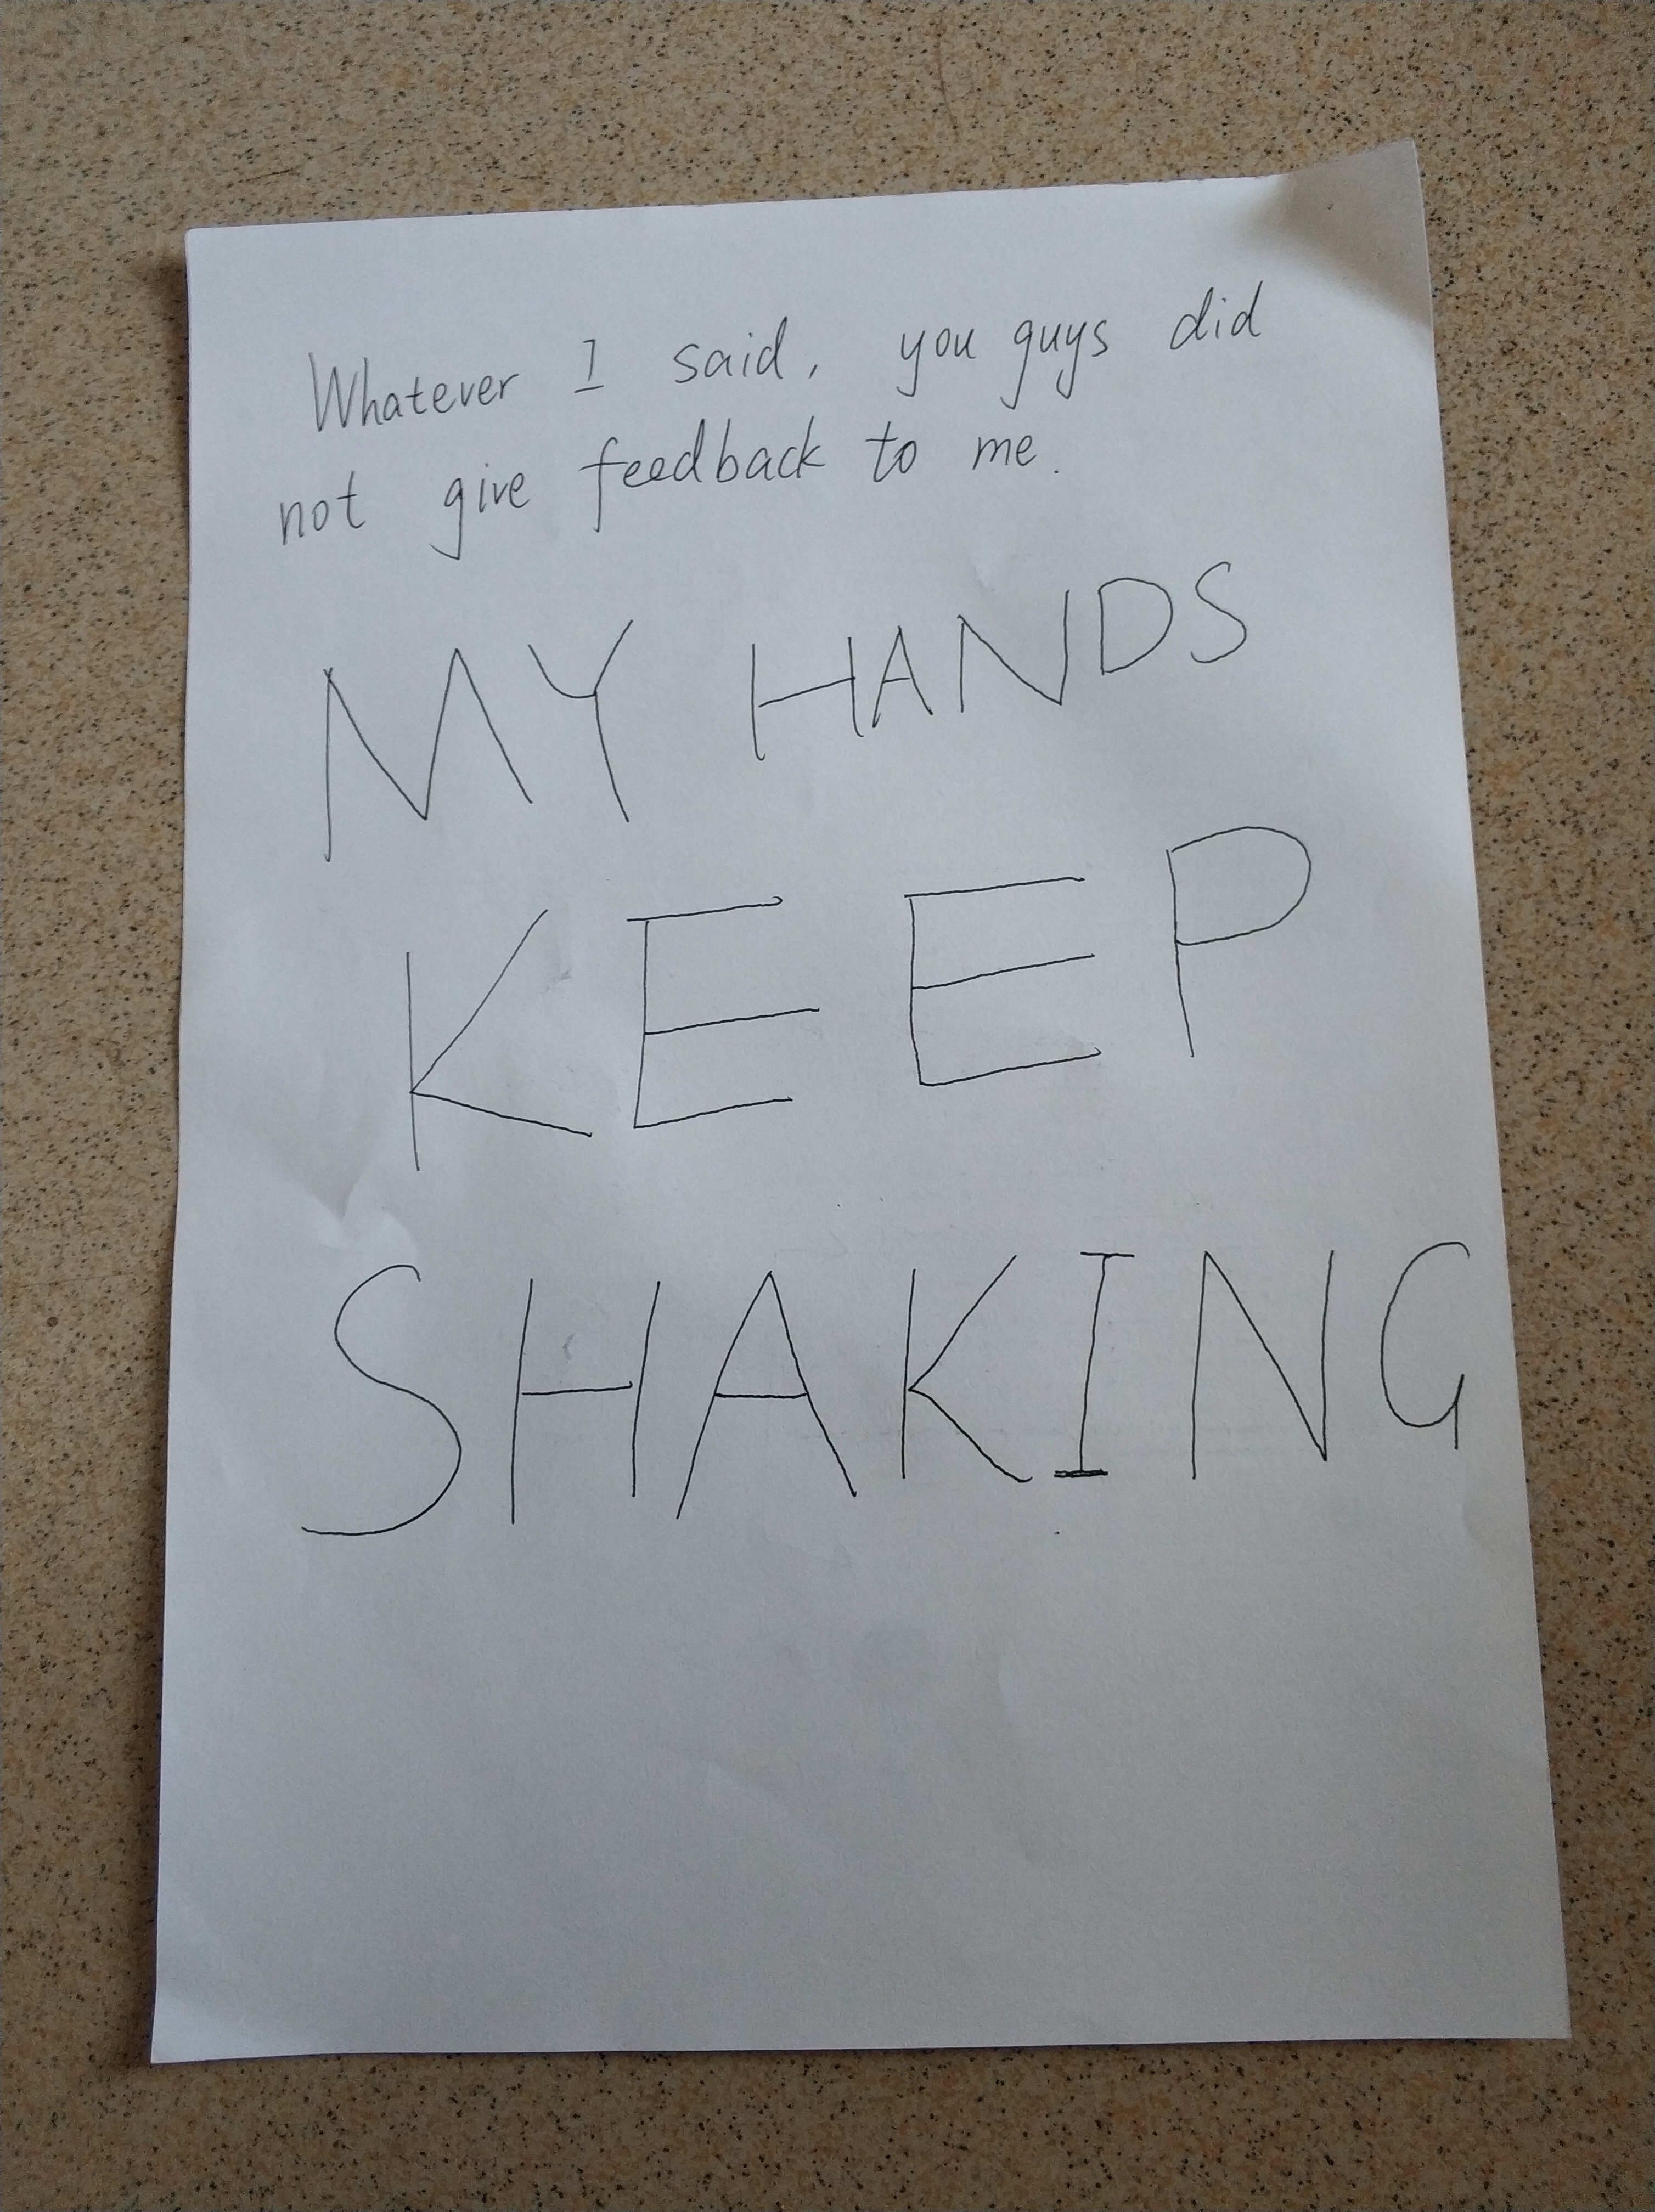 Whatever I said, you guys did
not give feedback to me.
MY HANDS
KEEP
SHAKING